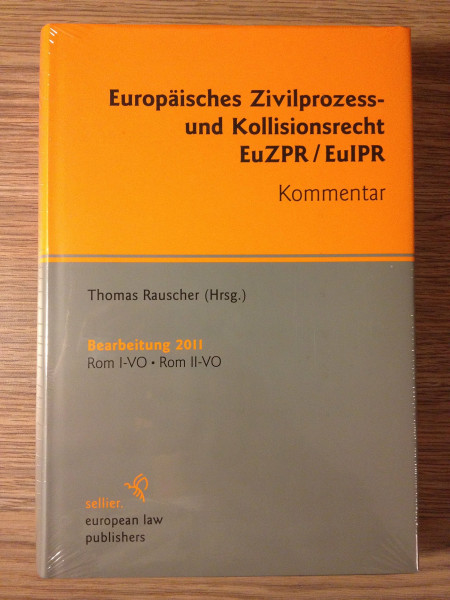 Europäisches Zivilprozess-
und Kollisionsrecht
EuZPR / EuIPR
Kommentar
Thomas Rauscher (Hrsg.)
Bearbeitung 2011
Rom I-VO • Rom II-VO
sellier.
european law
publishers